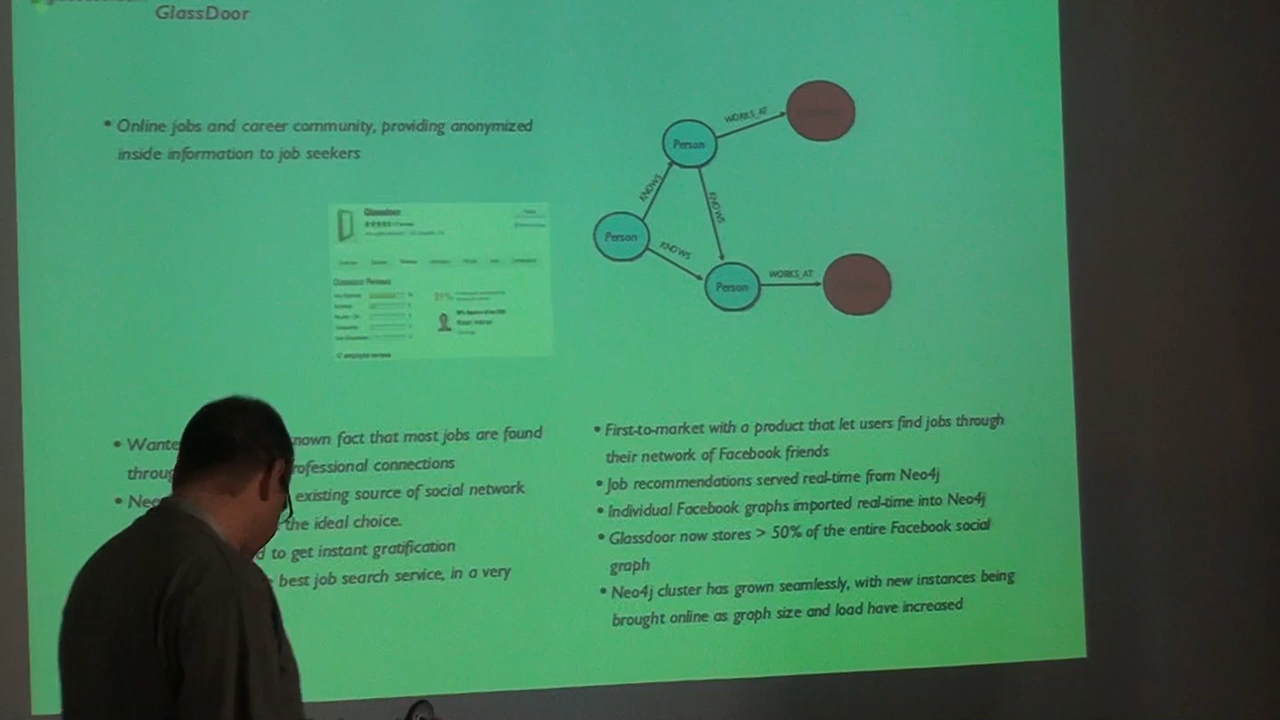 GlassDoor
• Online jobs and career community, providing anonymized
inside information to job seekers
Glassdoor
Glassdoor Reviews
Person
WORKS_AT
KNOWS
KNOWS
Person
KNOWS
Person
WORKS_AT
• Wante nown fact that most jobs are found
throug rofessional connections
• Nee existing source of social network
the ideal choice.
d to get instant gratification
best job search service, in a very
• First-to-market with a product that let users find jobs through
their network of Facebook friends
• Job recommendations served real-time from Neo4j
• Individual Facebook graphs imported real-time into Neo4j
• Glassdoor now stores > 50% of the entire Facebook social
graph
• Neo4j cluster has grown seamlessly, with new instances being
brought online as graph size and load have increased